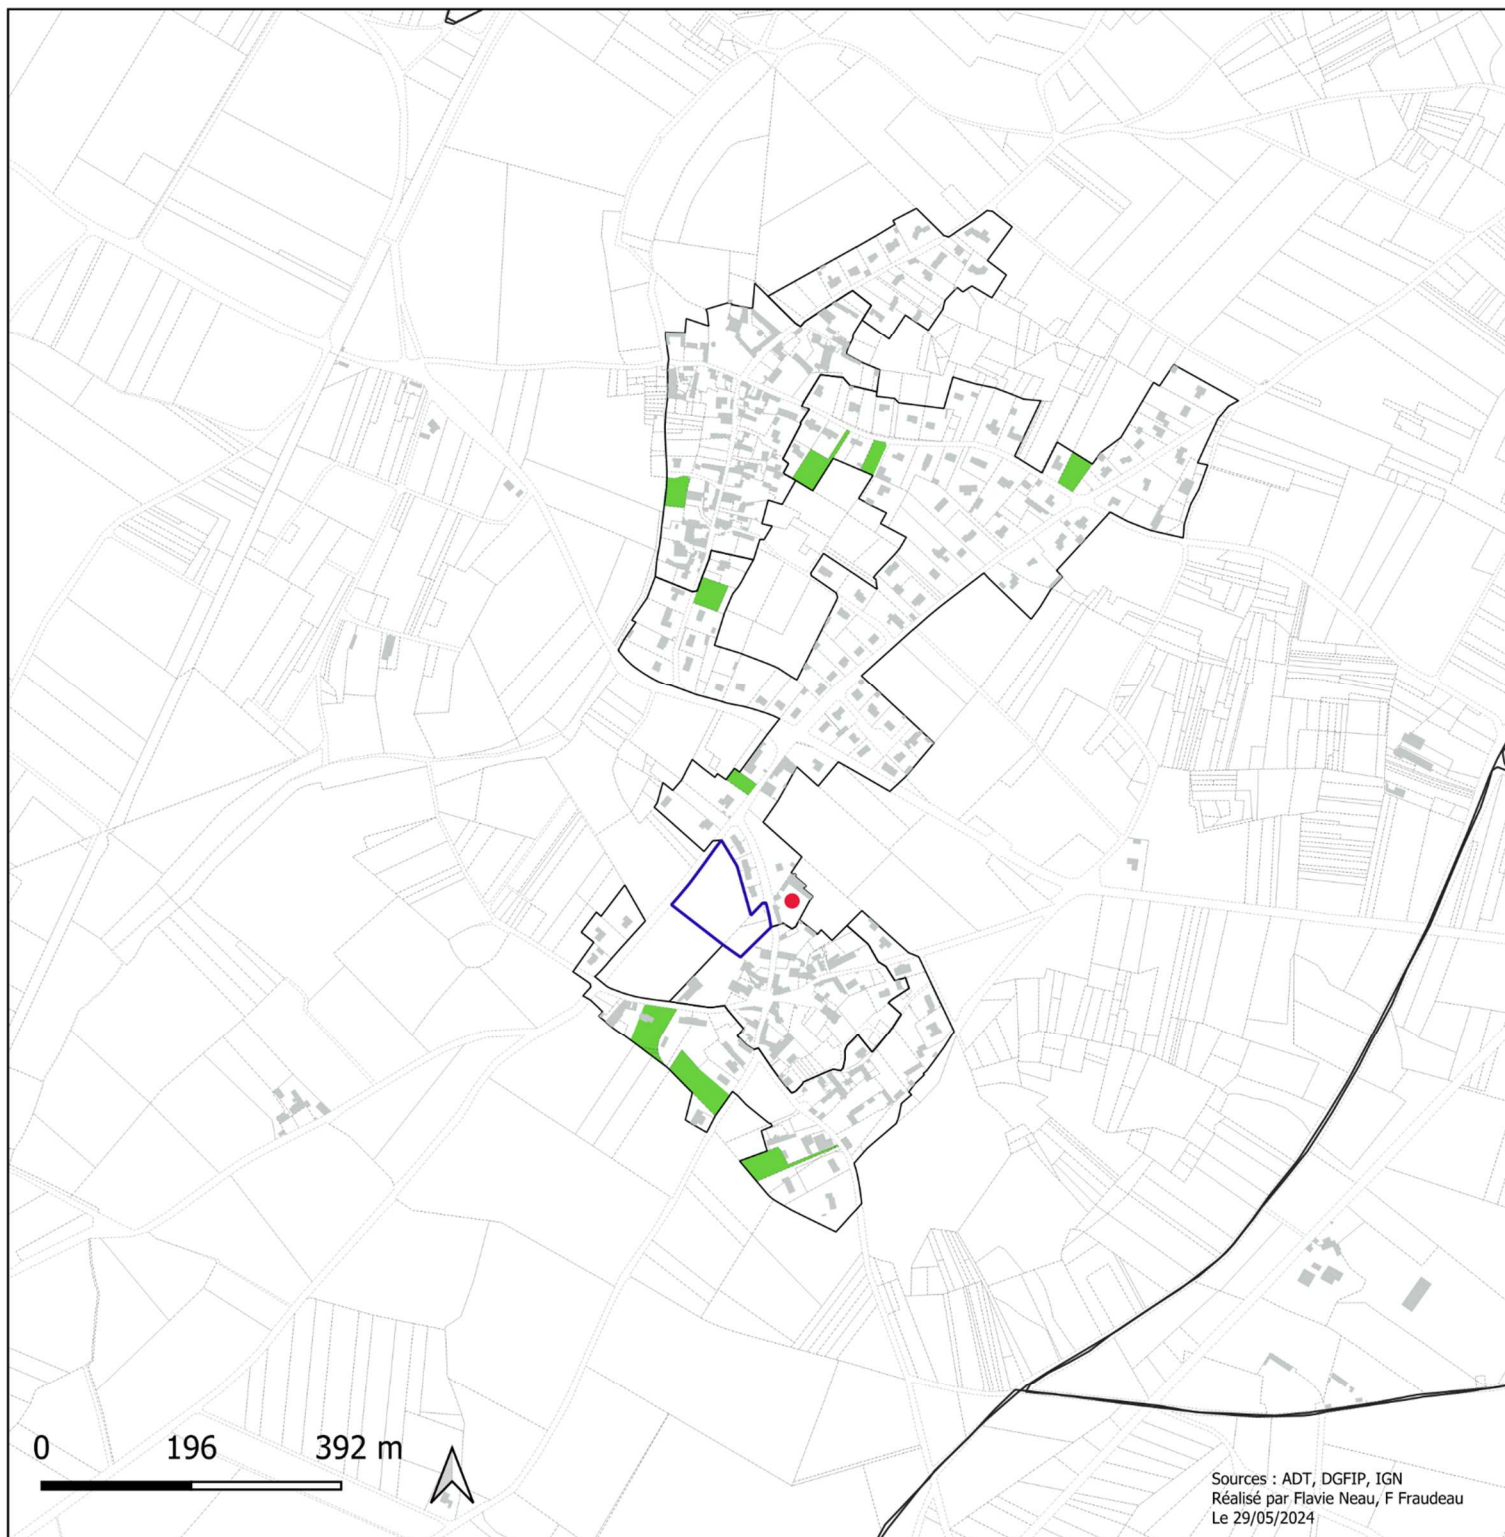 0 196 392 m
Sources : ADT, DGFIP, IGN
Réalisé par Flavie Neau, F Fraudeau
Le 29/05/2024